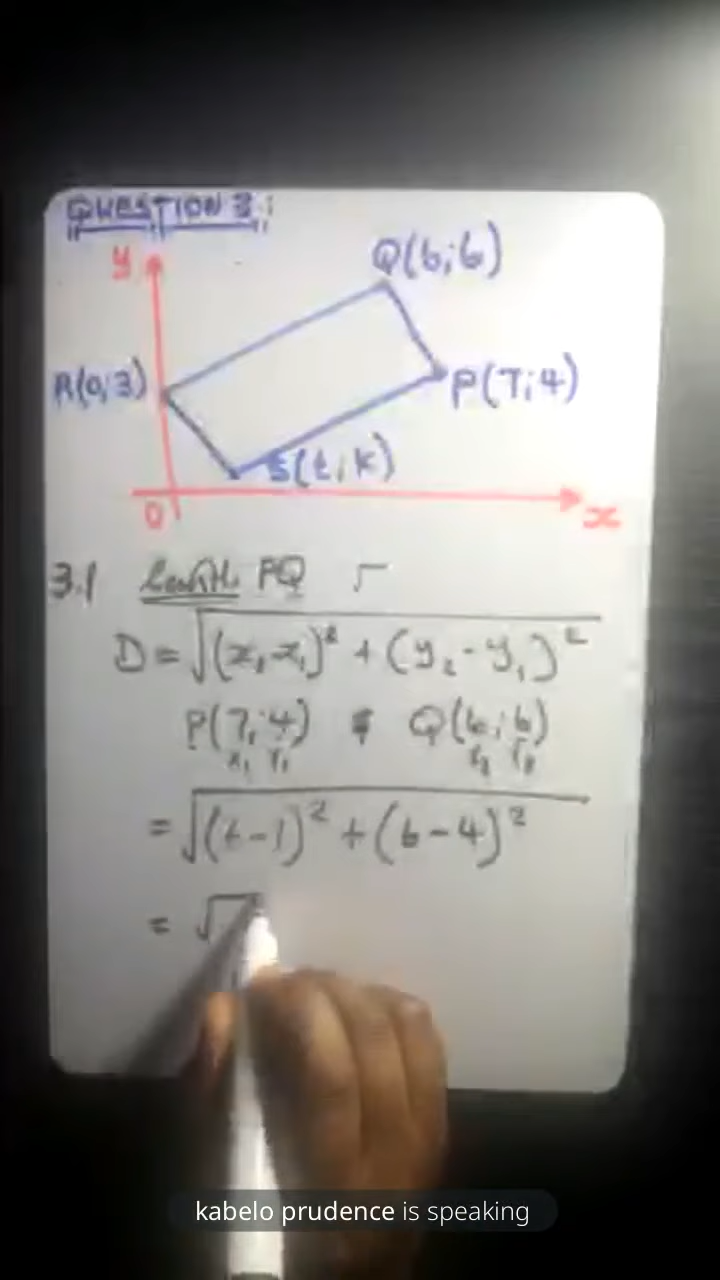 QUESTION 3:
y
Q(6;6)
R(0;3)
P(7;4)
S(t;k)
0
x
3.1 Length PQ √
D = √(x₂-x₁)² + (y₂ - y₁)²
P(7;4) & Q(6;6)
x₁ y₁ x₂ y₂
= √(6-7)² + (6-4)²
= √
kabelo prudence is speaking